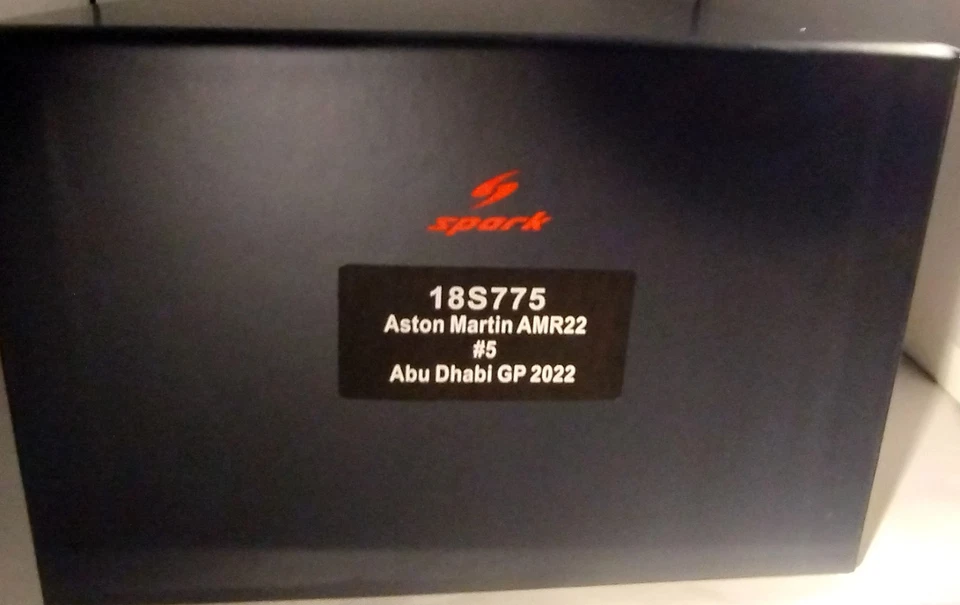 spark
18S775
Aston Martin AMR22
#5
Abu Dhabi GP 2022